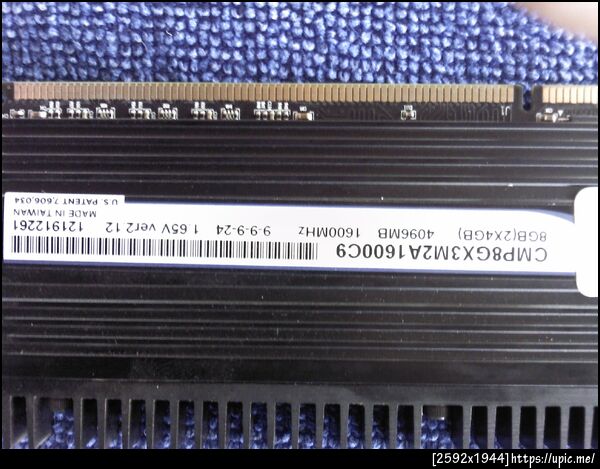 CMP8GX3M2A1600C9
8GB(2X4GB) 4096MB 1600MHz 9-9-9-24 1.65V ver2.12 121912261
MADE IN TAIWAN
U.S. PATENT 7,606,034
[2592x1944]https://upic.me/